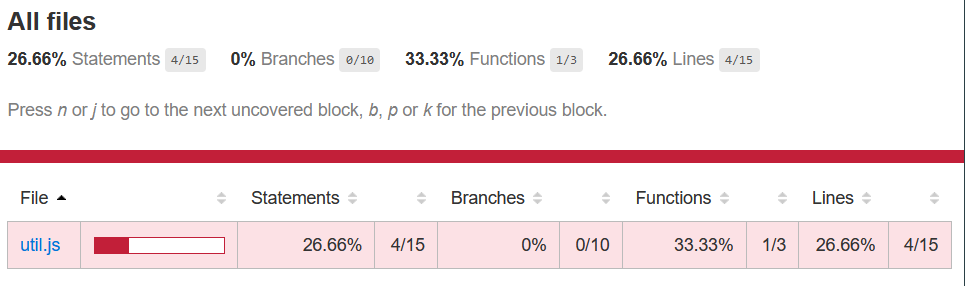 All files
26.66% Statements 4/15 0% Branches 0/10 33.33% Functions 1/3 26.66% Lines 4/15
Press n or j to go to the next uncovered block, b, p or k for the previous block.
File Statements Branches Functions Lines
util.js 26.66% 4/15 0% 0/10 33.33% 1/3 26.66% 4/15